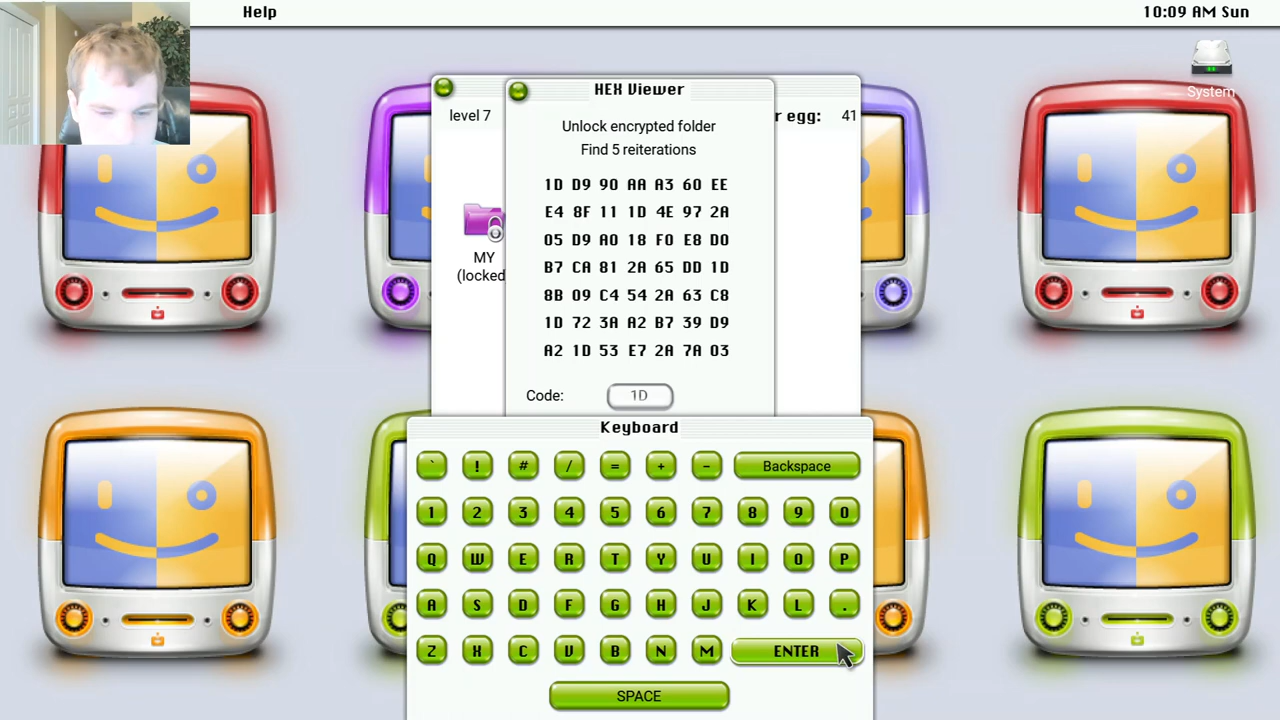 Help
10:09 AM Sun
System
HEX Viewer
level 7
r egg: 41
Unlock encrypted folder
Find 5 reiterations
1D D9 90 AA A3 60 EE
E4 8F 11 1D 4E 97 2A
05 D9 A0 18 F0 E8 D0
B7 CA 81 2A 65 DD 1D
8B 09 C4 54 2A 63 C8
1D 72 3A A2 B7 39 D9
A2 1D 53 E7 2A 7A 03
MY
(locked
Code: 1D
Keyboard
` ! # / = + - Backspace
1 2 3 4 5 6 7 8 9 0
Q W E R T Y U I O P
A S D F G H J K L .
Z X C V B N M ENTER
SPACE